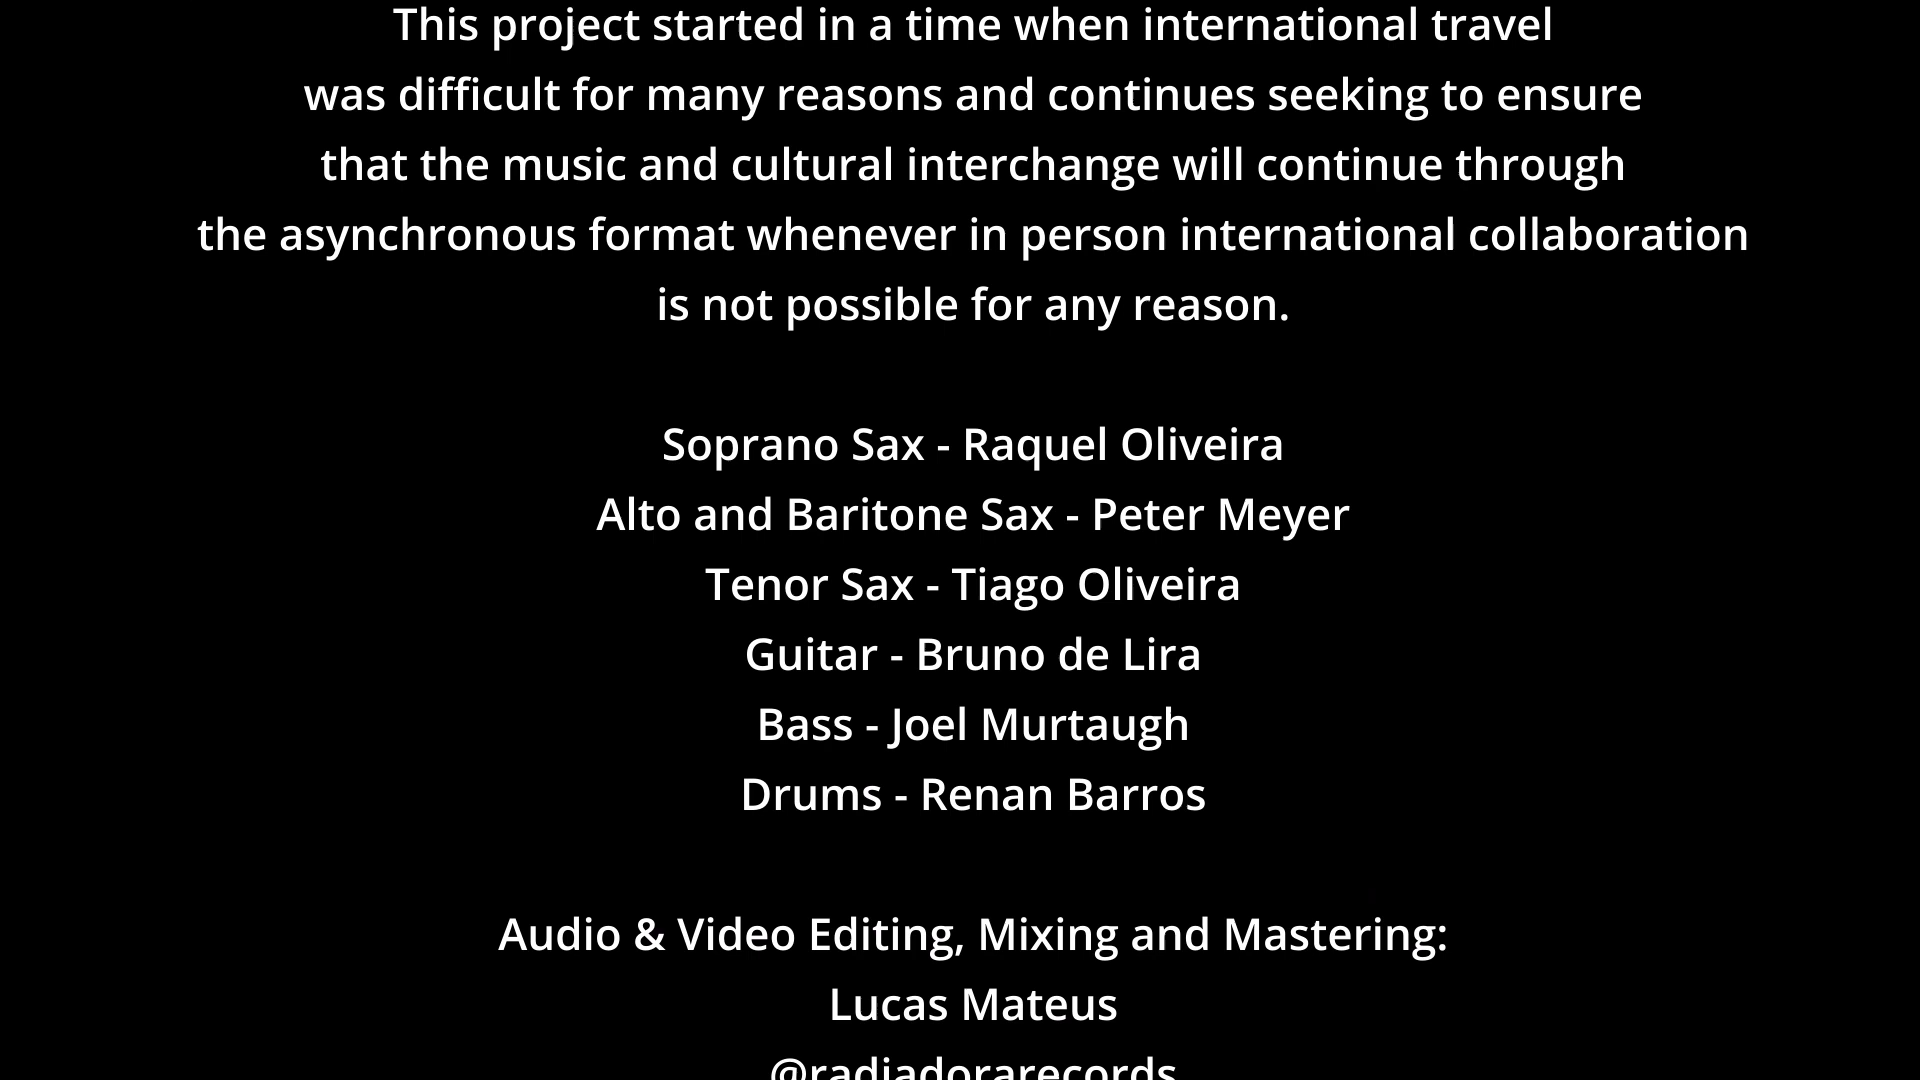 This project started in a time when international travel
was difficult for many reasons and continues seeking to ensure
that the music and cultural interchange will continue through
the asynchronous format whenever in person international collaboration
is not possible for any reason.
Soprano Sax - Raquel Oliveira
Alto and Baritone Sax - Peter Meyer
Tenor Sax - Tiago Oliveira
Guitar - Bruno de Lira
Bass - Joel Murtaugh
Drums - Renan Barros
Audio & Video Editing, Mixing and Mastering:
Lucas Mateus
@radiadorarecords